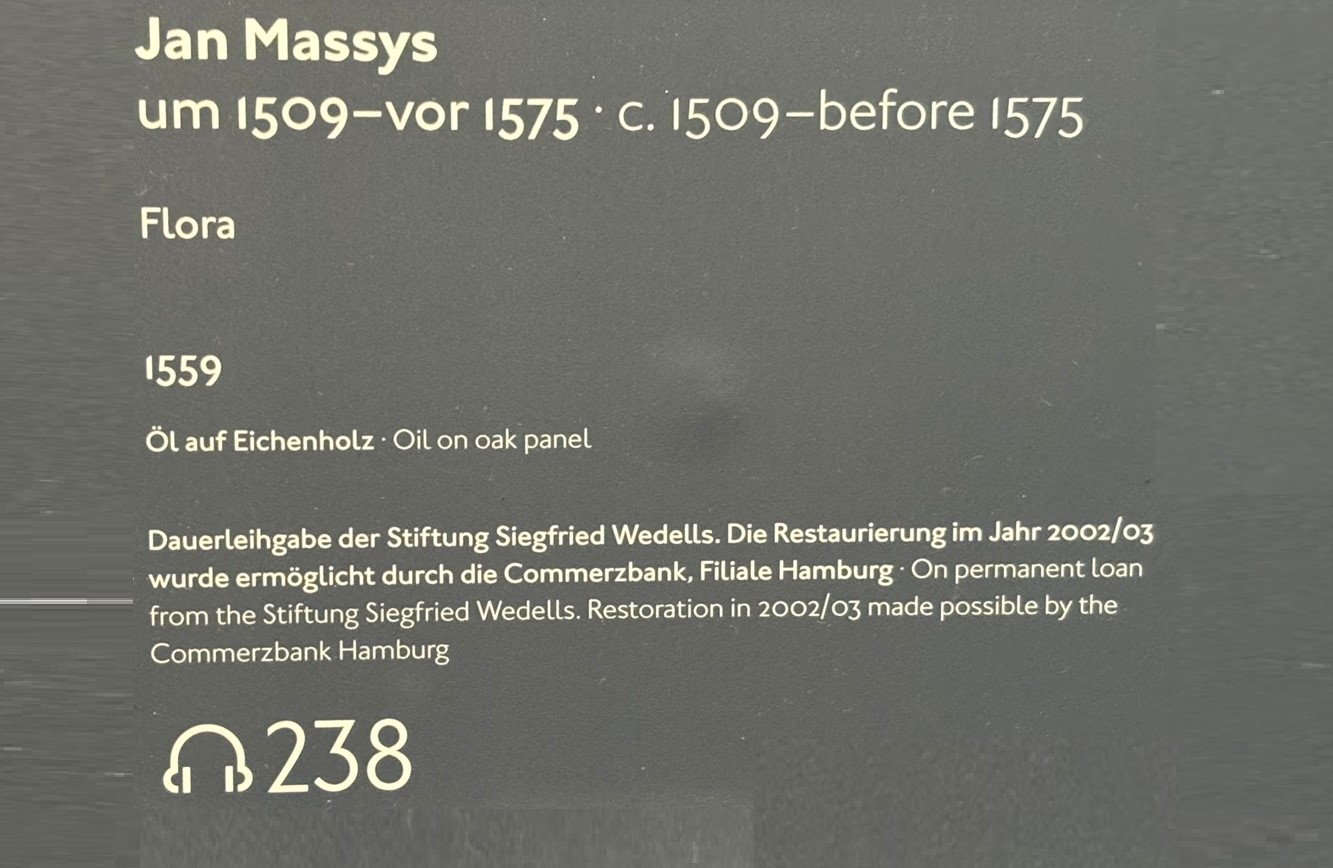 Jan Massys
um 1509–vor 1575 · c. 1509–before 1575
Flora
1559
Öl auf Eichenholz · Oil on oak panel
Dauerleihgabe der Stiftung Siegfried Wedells. Die Restaurierung im Jahr 2002/03
wurde ermöglicht durch die Commerzbank, Filiale Hamburg · On permanent loan
from the Stiftung Siegfried Wedells. Restoration in 2002/03 made possible by the
Commerzbank Hamburg
238